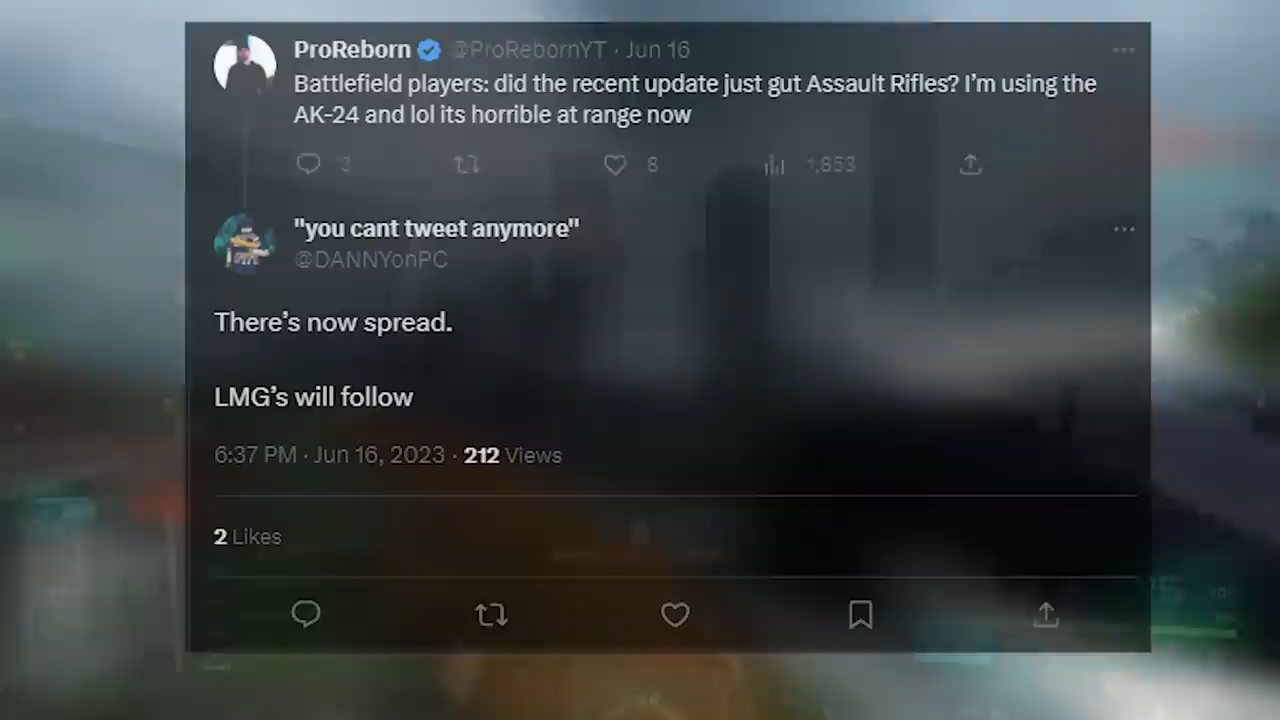 ProReborn @ProRebornYT · Jun 16
Battlefield players: did the recent update just gut Assault Rifles? I’m using the
AK-24 and lol its horrible at range now
3 8 1,853
"you cant tweet anymore"
@DANNYonPC
There’s now spread.
LMG’s will follow
6:37 PM · Jun 16, 2023 · 212 Views
2 Likes